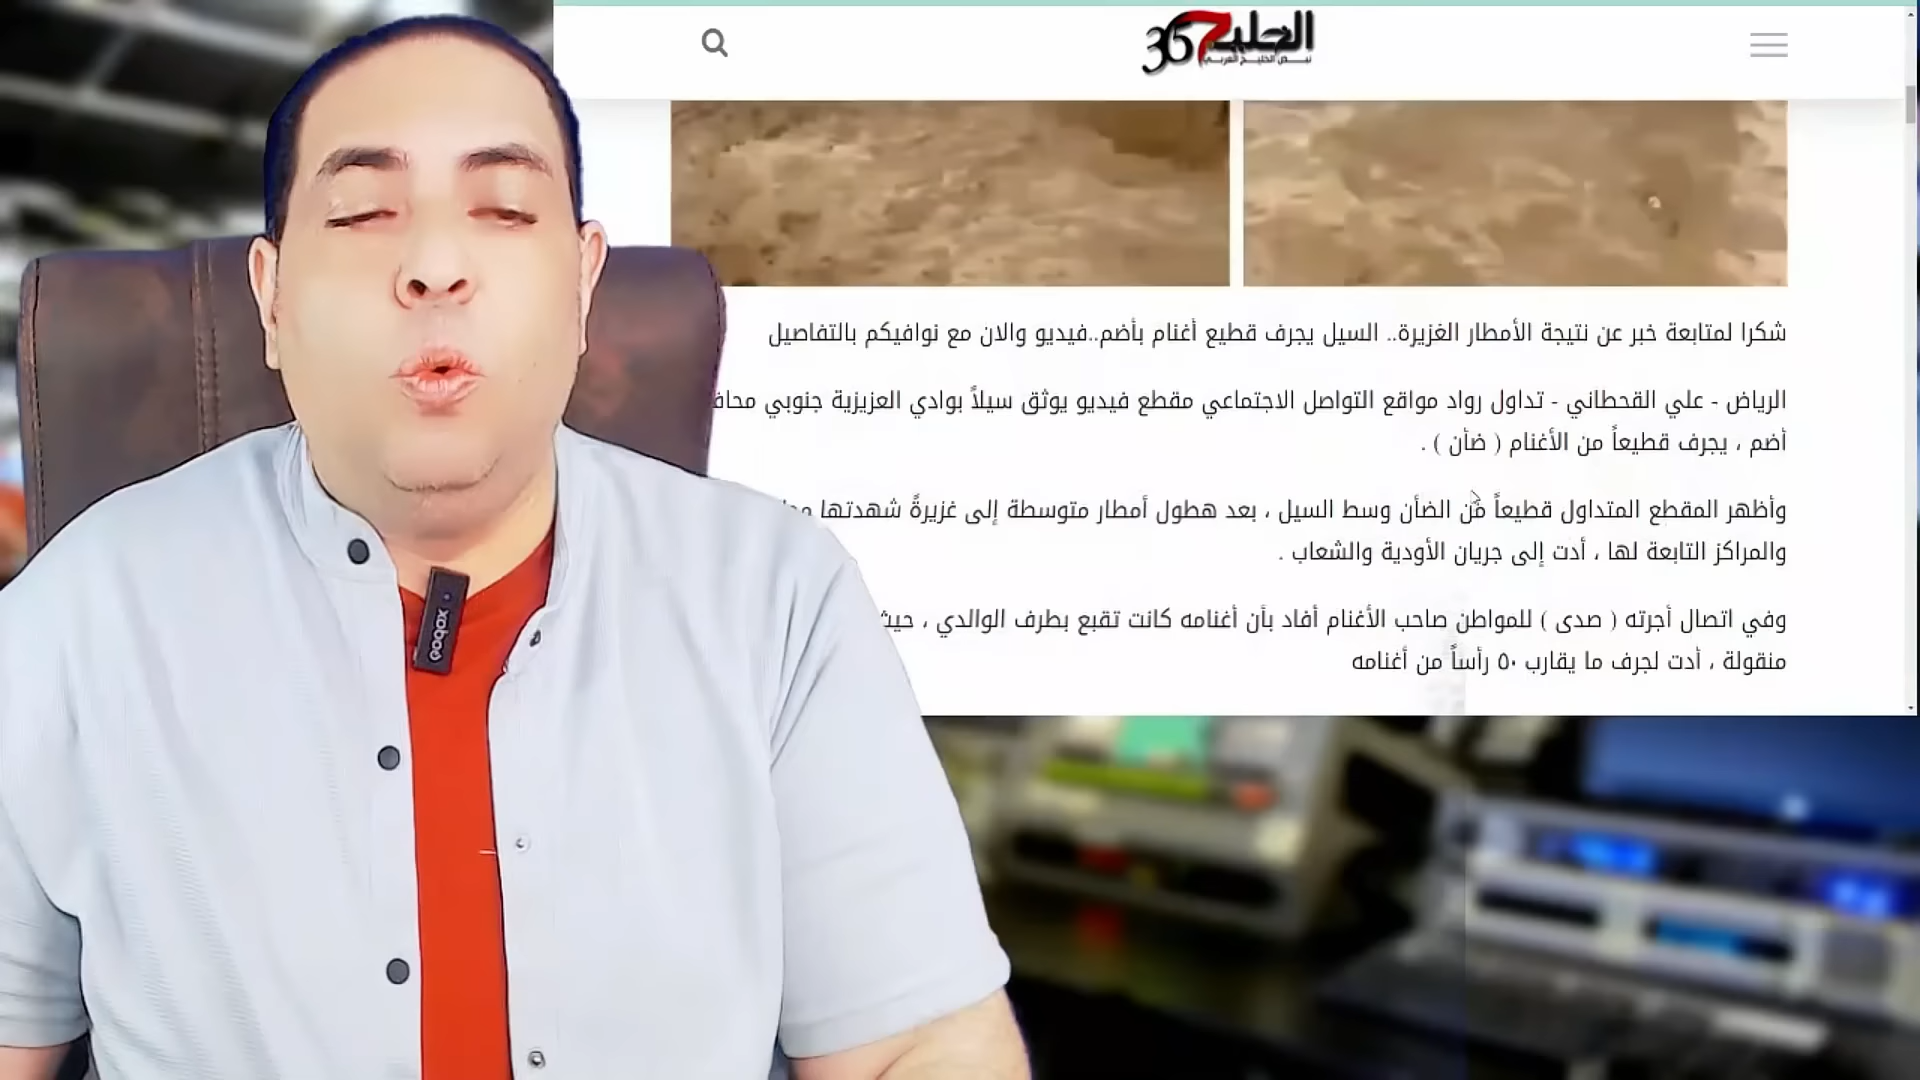 الخليج 365
نبض الخليج العربي
شكرا لمتابعة خبر عن نتيجة الأمطار الغزيرة.. السيل يجرف قطيع أغنام بأضم..فيديو والان مع نوافيكم بالتفاصيل
الرياض - علي القحطاني - تداول رواد مواقع التواصل الاجتماعي مقطع فيديو يوثق سيلاً بوادي العزيزية جنوبي
أضم ، يجرف قطيعاً من الأغنام ( ضأن ) .
وأظهر المقطع المتداول قطيعاً من الضأن وسط السيل ، بعد هطول أمطار متوسطة إلى غزيرةً شهدتها
والمراكز التابعة لها ، أدت إلى جريان الأودية والشعاب .
وفي اتصال أجرته ( صدى ) للمواطن صاحب الأغنام أفاد بأن أغنامه كانت تقبع بطرف الوالدي ،
منقولة ، أدت لجرف ما يقارب ٥٠ رأساً من أغنامه